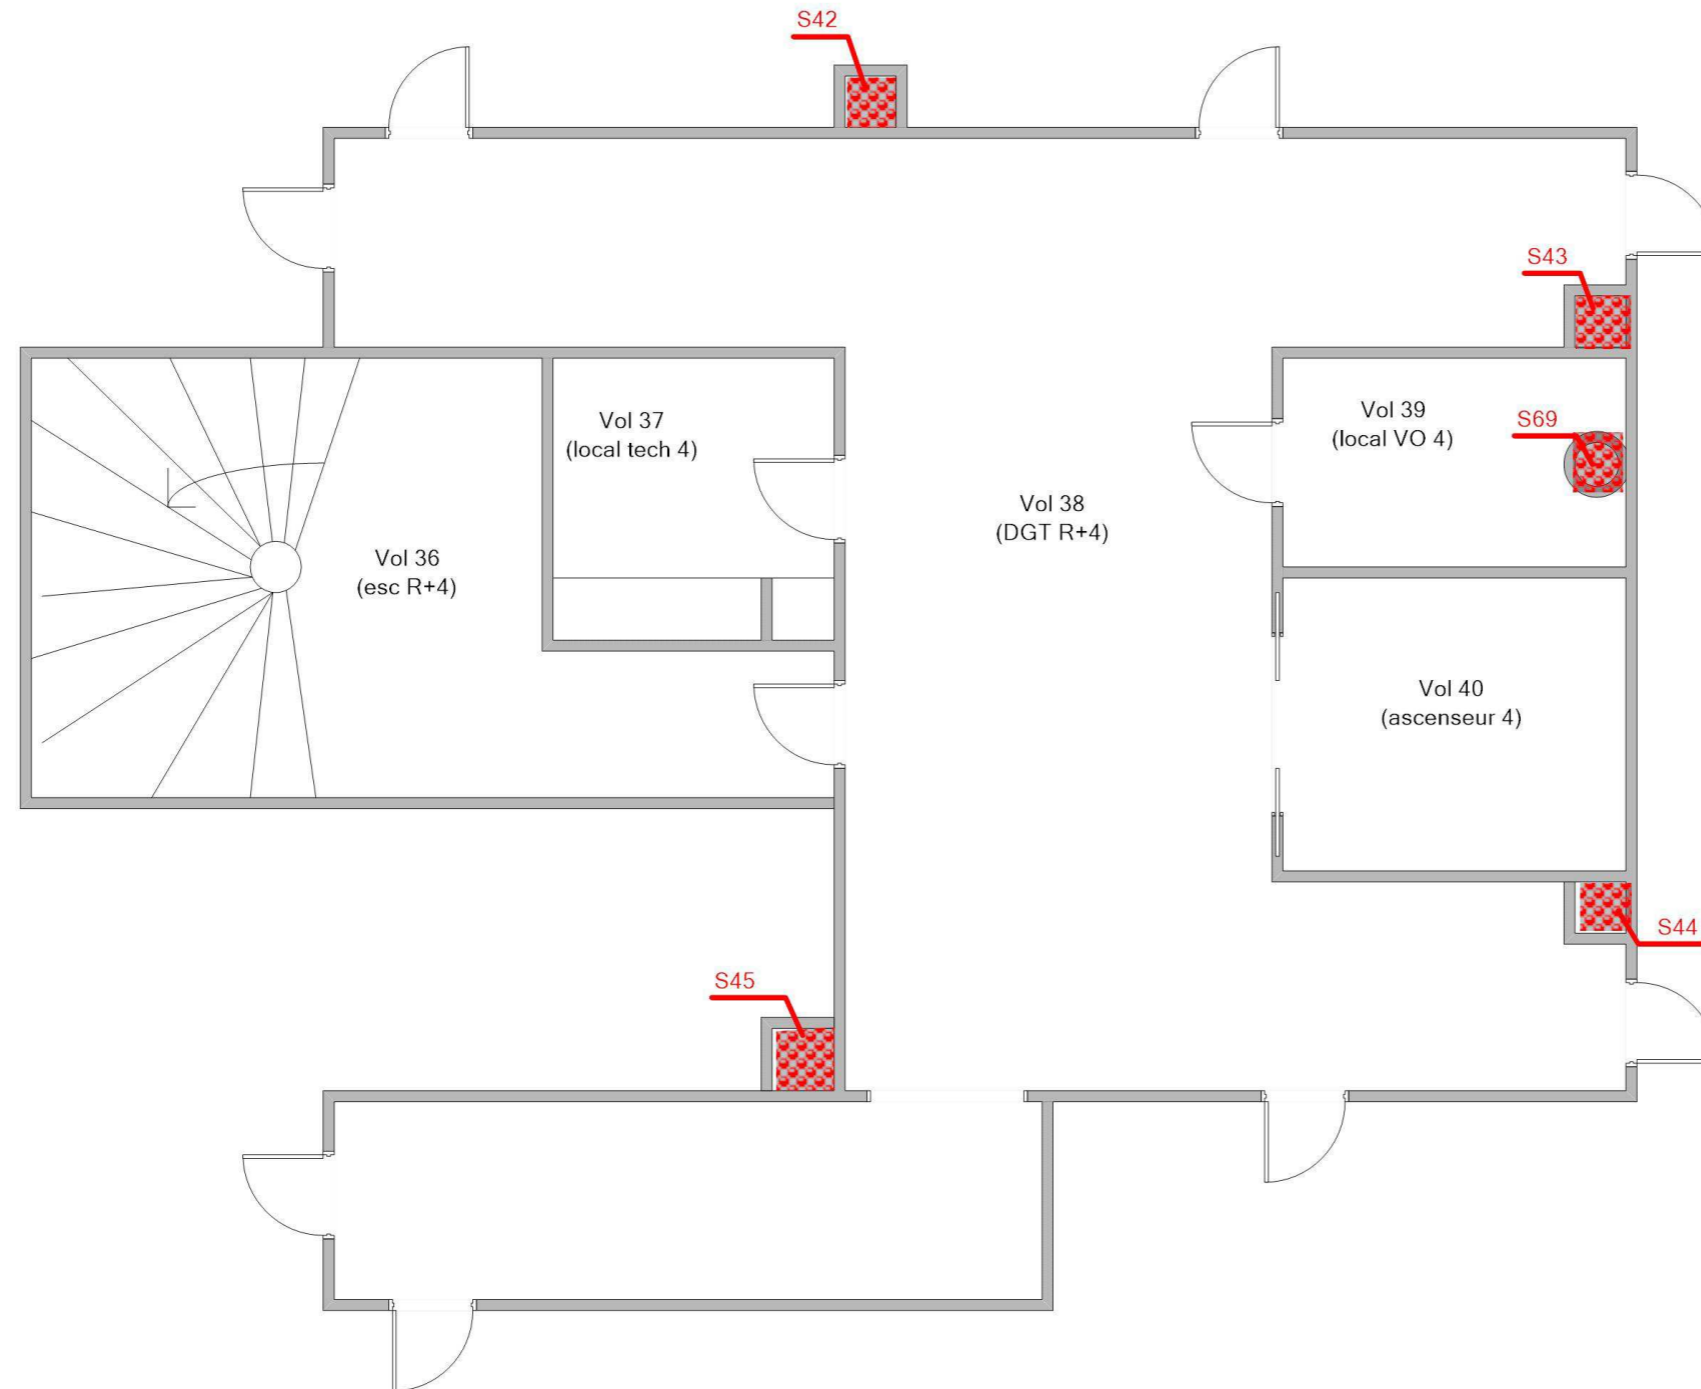 S42
S43
Vol 37
(local tech 4)
Vol 39
(local VO 4)
S69
Vol 38
(DGT R+4)
Vol 36
(esc R+4)
Vol 40
(ascenseur 4)
S44
S45